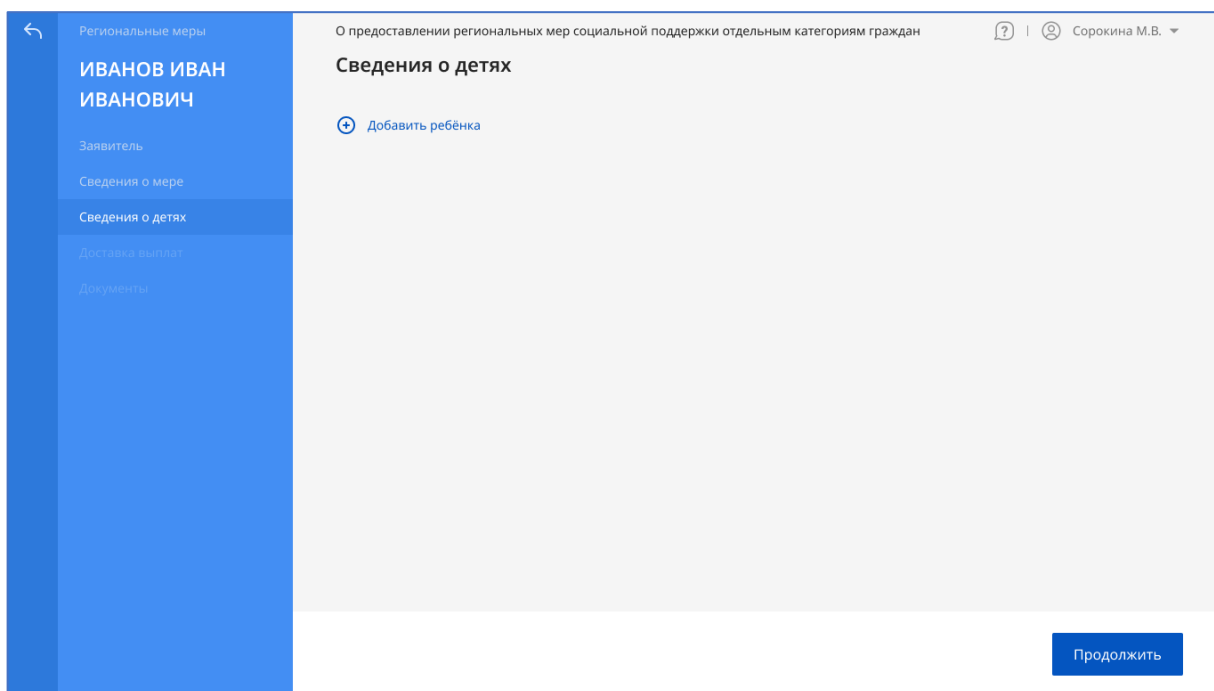 Региональные меры
ИВАНОВ ИВАН
ИВАНОВИЧ
Заявитель
Сведения о мере
Сведения о детях
Доставка выплат
Документы
О предоставлении региональных мер социальной поддержки отдельным категориям граждан
Сорокина М.В.
Сведения о детях
Добавить ребёнка
Продолжить